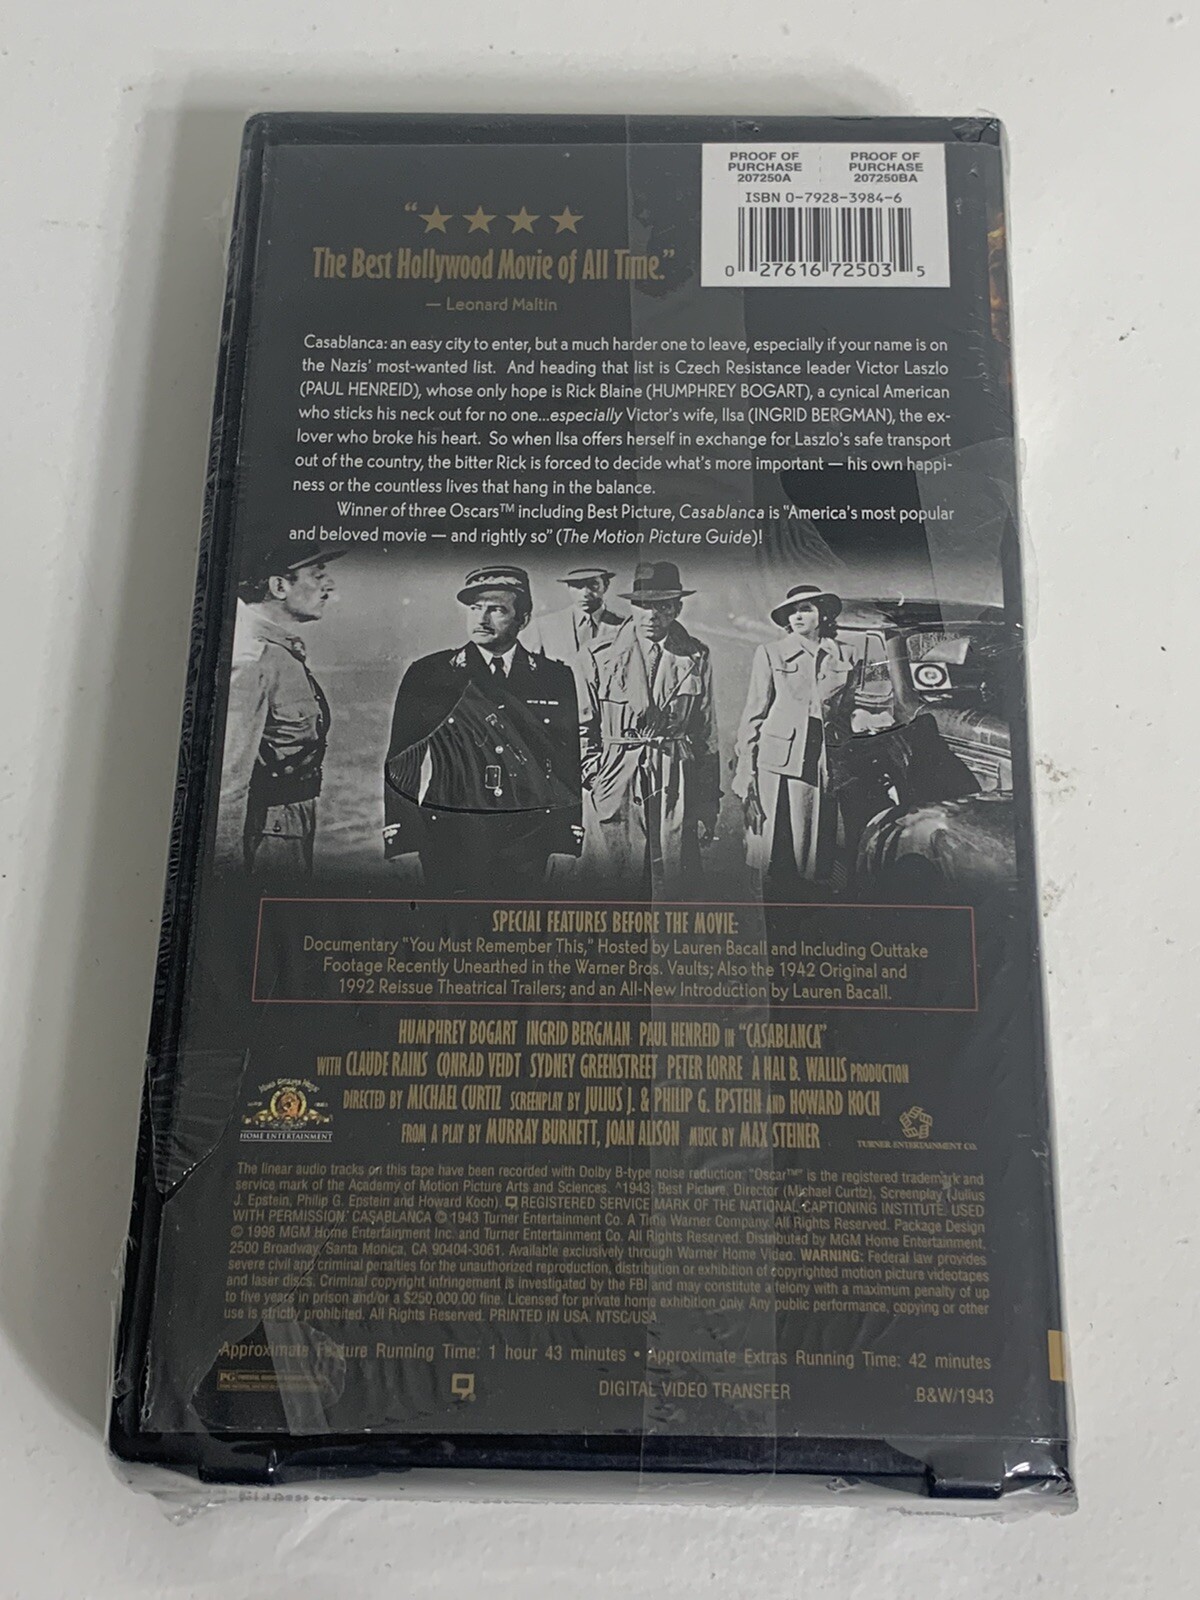 PROOF OF PURCHASE 207250A
PROOF OF PURCHASE 207250BA
ISBN 0-7928-3984-6
0 27616 72503 5
"★★★★
The Best Hollywood Movie of All Time."
— Leonard Maltin
Casablanca: an easy city to enter, but a much harder one to leave, especially if your name is on
the Nazis' most-wanted list. And heading that list is Czech Resistance leader Victor Laszlo
(PAUL HENREID), whose only hope is Rick Blaine (HUMPHREY BOGART), a cynical American
who sticks his neck out for no one...especially Victor's wife, Ilsa (INGRID BERGMAN), the ex-
lover who broke his heart. So when Ilsa offers herself in exchange for Laszlo's safe transport
out of the country, the bitter Rick is forced to decide what's more important — his own happi-
ness or the countless lives that hang in the balance.
Winner of three Oscars™ including Best Picture, Casablanca is "America's most popular
and beloved movie — and rightly so" (The Motion Picture Guide)!
SPECIAL FEATURES BEFORE THE MOVIE:
Documentary "You Must Remember This," Hosted by Lauren Bacall and Including Outtake
Footage Recently Unearthed in the Warner Bros. Vaults; Also the 1942 Original and
1992 Reissue Theatrical Trailers; and an All-New Introduction by Lauren Bacall.
HUMPHREY BOGART INGRID BERGMAN PAUL HENREID IN "CASABLANCA"
WITH CLAUDE RAINS CONRAD VEIDT SYDNEY GREENSTREET PETER LORRE A HAL B. WALLIS PRODUCTION
DIRECTED BY MICHAEL CURTIZ SCREENPLAY BY JULIUS J. & PHILIP G. EPSTEIN AND HOWARD KOCH
FROM A PLAY BY MURRAY BURNETT, JOAN ALISON MUSIC BY MAX STEINER
HOME ENTERTAINMENT
TURNER ENTERTAINMENT CO.
The linear audio tracks on this tape have been recorded with Dolby B-type noise reduction. "Oscar™" is the registered trademark and
service mark of the Academy of Motion Picture Arts and Sciences. ^1943: Best Picture, Director (Michael Curtiz), Screenplay (Julius
J. Epstein, Philip G. Epstein and Howard Koch). REGISTERED SERVICE MARK OF THE NATIONAL CAPTIONING INSTITUTE. USED
WITH PERMISSION. CASABLANCA © 1943 Turner Entertainment Co. A Time Warner Company. All Rights Reserved. Package Design
© 1998 MGM Home Entertainment Inc. and Turner Entertainment Co. All Rights Reserved. Distributed by MGM Home Entertainment,
2500 Broadway, Santa Monica, CA 90404-3061. Available exclusively through Warner Home Video. WARNING: Federal law provides
severe civil and criminal penalties for the unauthorized reproduction, distribution or exhibition of copyrighted motion picture videotapes
and laser discs. Criminal copyright infringement is investigated by the FBI and may constitute a felony with a maximum penalty of up
to five years in prison and/or a $250,000.00 fine. Licensed for private home exhibition only. Any public performance, copying or other
use is strictly prohibited. All Rights Reserved. PRINTED IN USA. NTSC/USA
Approximate Feature Running Time: 1 hour 43 minutes • Approximate Extras Running Time: 42 minutes
PG
DIGITAL VIDEO TRANSFER
B&W/1943